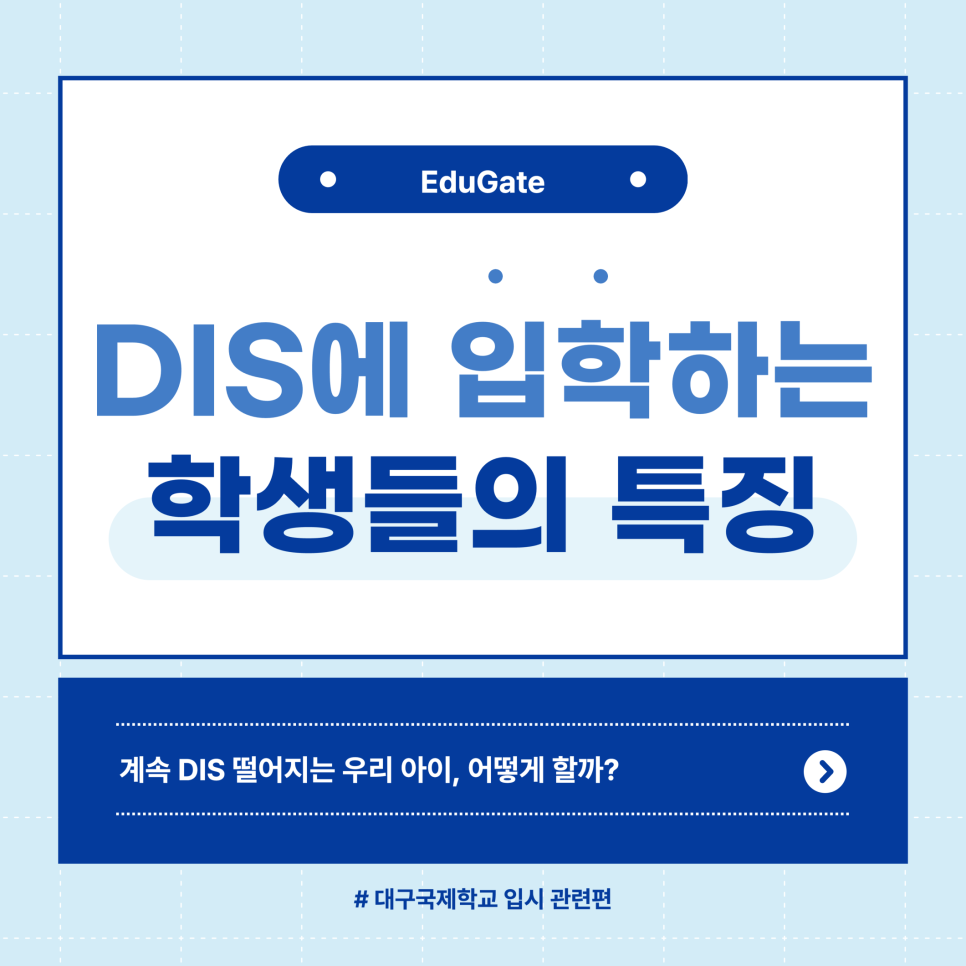 EduGate
DIS에 입학하는
학생들의 특징
계속 DIS 떨어지는 우리 아이, 어떻게 할까?
# 대구국제학교 입시 관련편